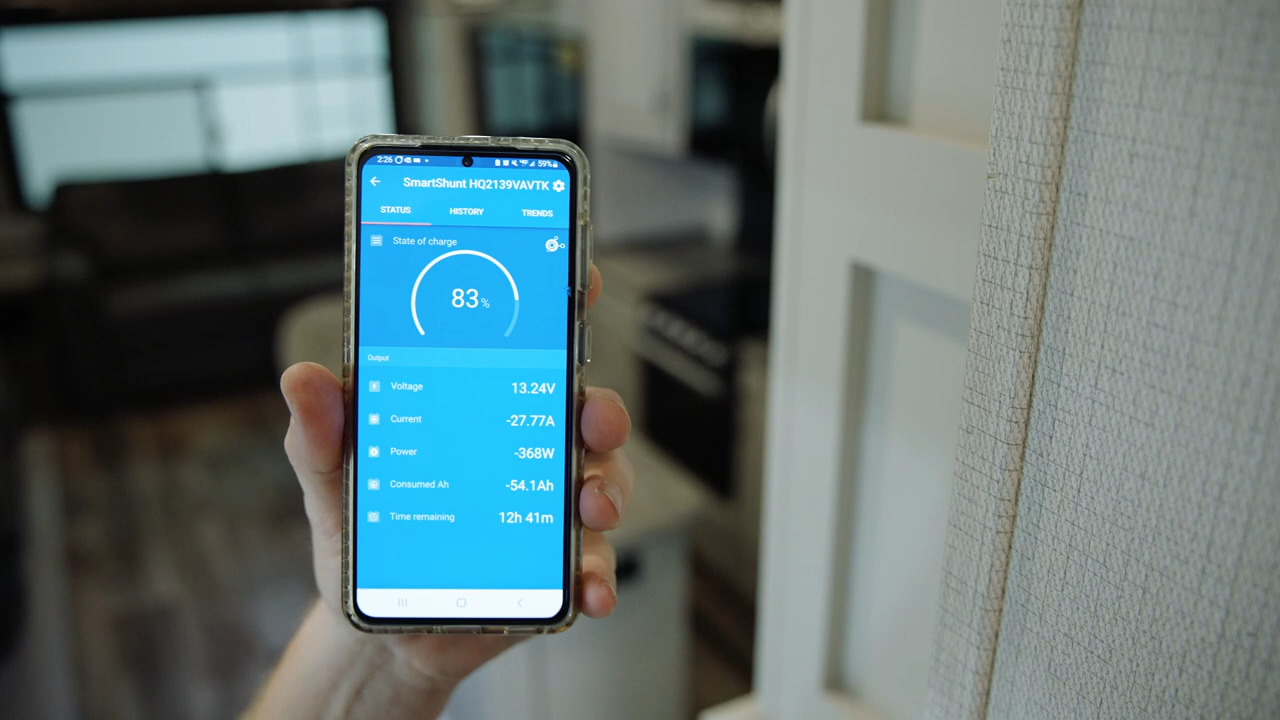 2:26 59%
SmartShunt HQ2139VAVTK
STATUS HISTORY TRENDS
State of charge
83%
Output
Voltage 13.24V
Current -27.77A
Power -368W
Consumed Ah -54.1Ah
Time remaining 12h 41m